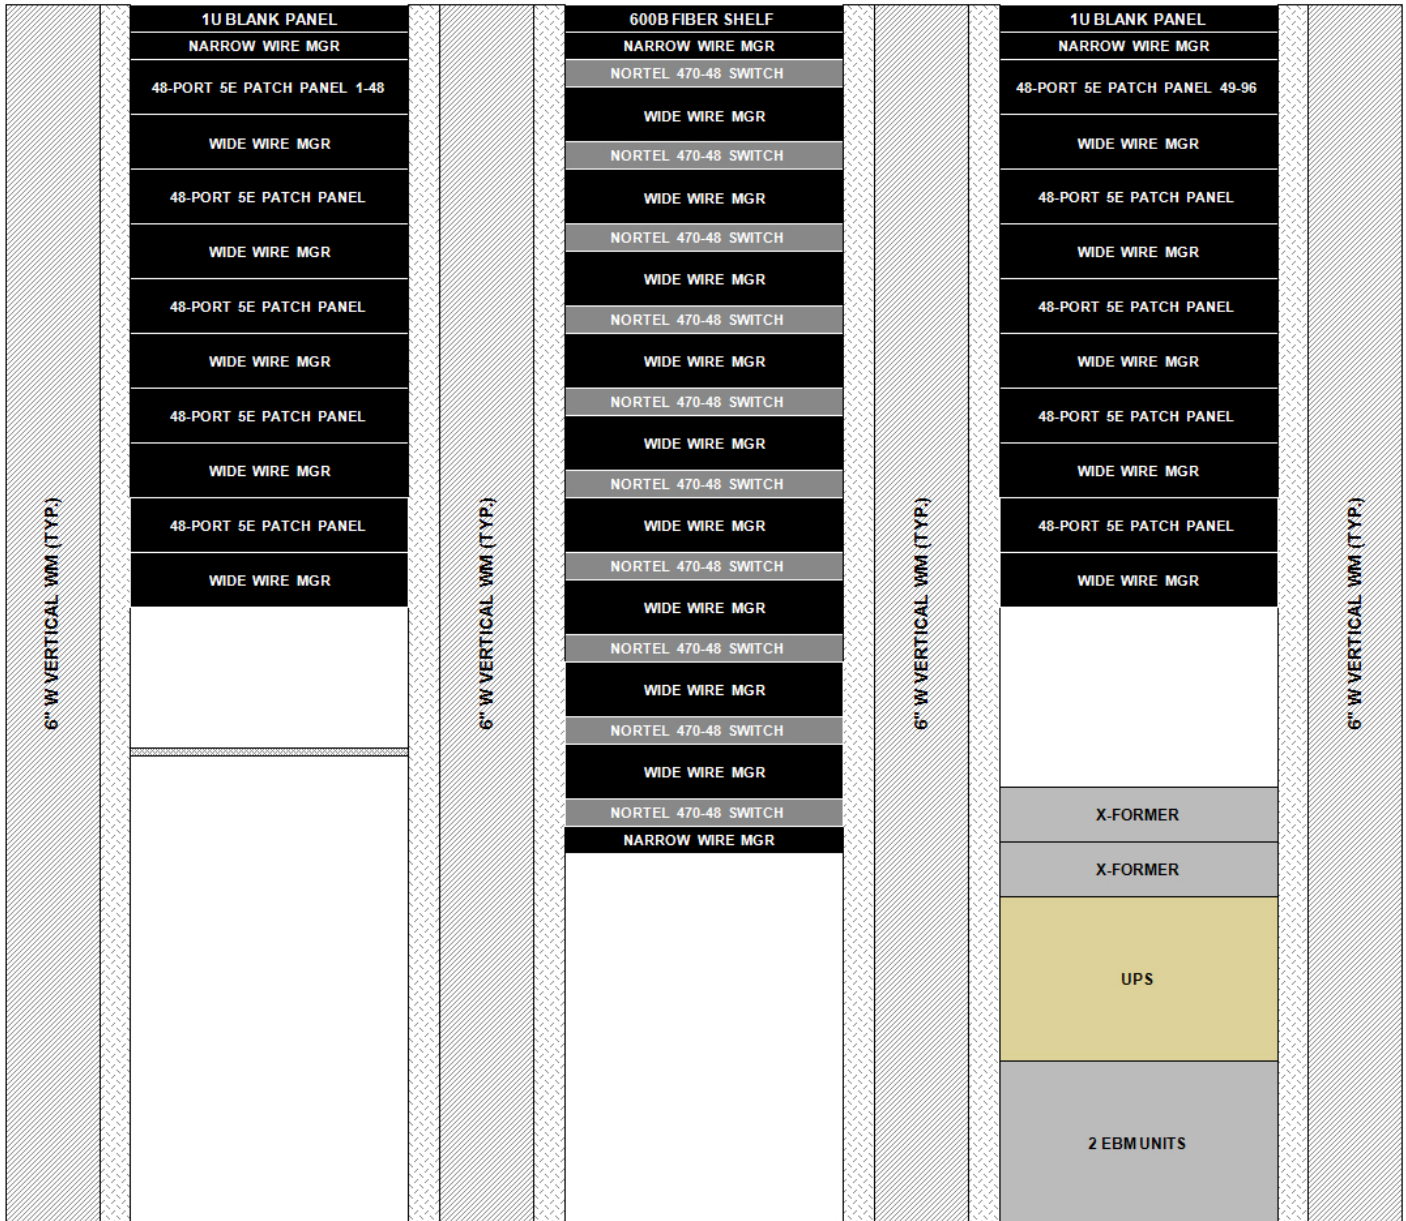 1U BLANK PANEL
NARROW WIRE MGR
48-PORT 5E PATCH PANEL 1-48
WIDE WIRE MGR
48-PORT 5E PATCH PANEL
WIDE WIRE MGR
48-PORT 5E PATCH PANEL
WIDE WIRE MGR
48-PORT 5E PATCH PANEL
WIDE WIRE MGR
48-PORT 5E PATCH PANEL
WIDE WIRE MGR
6" W VERTICAL WM (TYP.)
6" W VERTICAL WM (TYP.)
600B FIBER SHELF
NARROW WIRE MGR
NORTEL 470-48 SWITCH
WIDE WIRE MGR
NORTEL 470-48 SWITCH
WIDE WIRE MGR
NORTEL 470-48 SWITCH
WIDE WIRE MGR
NORTEL 470-48 SWITCH
WIDE WIRE MGR
NORTEL 470-48 SWITCH
WIDE WIRE MGR
NORTEL 470-48 SWITCH
WIDE WIRE MGR
NORTEL 470-48 SWITCH
WIDE WIRE MGR
NORTEL 470-48 SWITCH
WIDE WIRE MGR
NORTEL 470-48 SWITCH
WIDE WIRE MGR
NORTEL 470-48 SWITCH
NARROW WIRE MGR
6" W VERTICAL WM (TYP.)
1U BLANK PANEL
NARROW WIRE MGR
48-PORT 5E PATCH PANEL 49-96
WIDE WIRE MGR
48-PORT 5E PATCH PANEL
WIDE WIRE MGR
48-PORT 5E PATCH PANEL
WIDE WIRE MGR
48-PORT 5E PATCH PANEL
WIDE WIRE MGR
48-PORT 5E PATCH PANEL
WIDE WIRE MGR
X-FORMER
X-FORMER
UPS
2 EBM UNITS
6" W VERTICAL WM (TYP.)